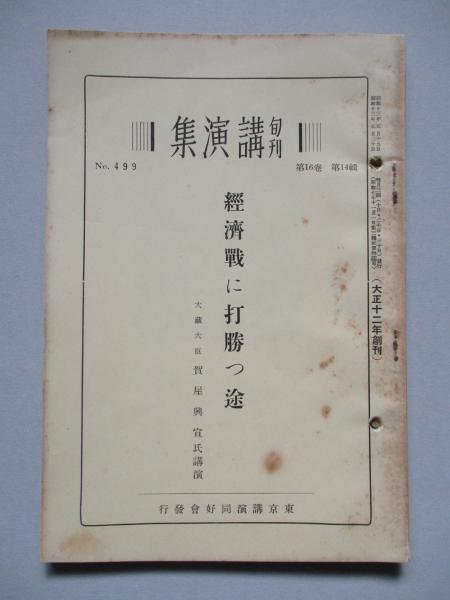 旬刊
講演集
No. 499
第16巻 第14輯
經濟戰に打勝つ途
大藏大臣 賀屋興宣氏講演
東京講演同好會發行
(大正十二年創刊)